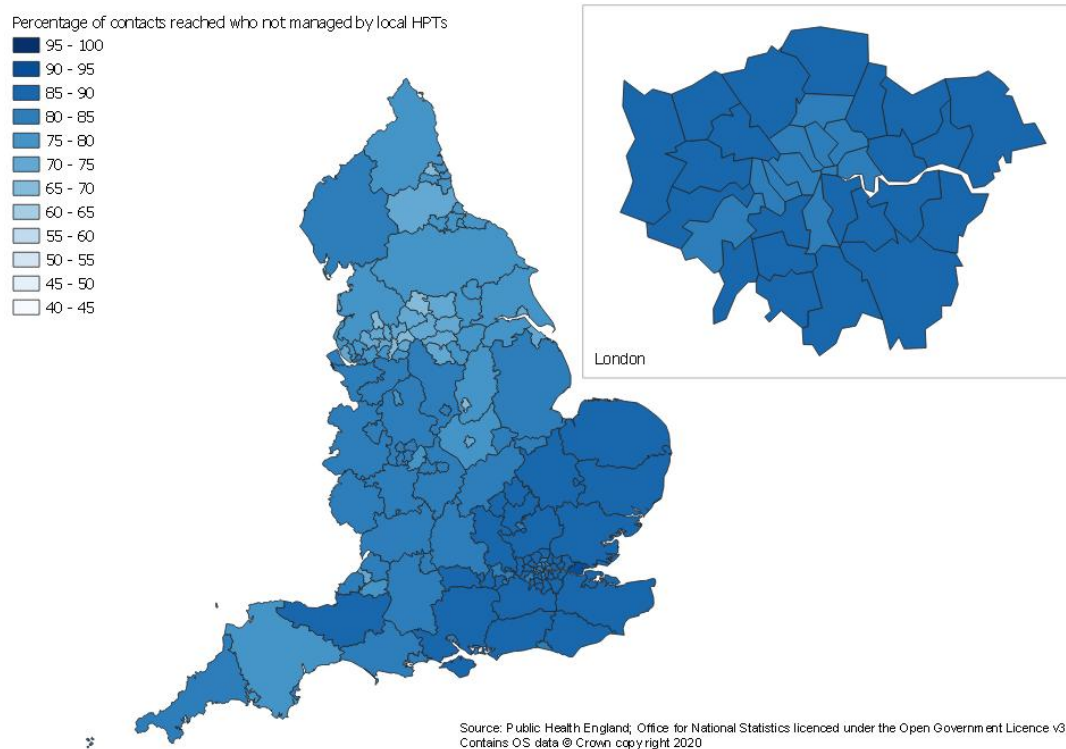 Percentage of contacts reached who not managed by local HPTs
95 - 100
90 - 95
85 - 90
80 - 85
75 - 80
70 - 75
65 - 70
60 - 65
55 - 60
50 - 55
45 - 50
40 - 45
London
Source: Public Health England; Office for National Statistics licenced under the Open Government Licence v3
Contains OS data © Crown copyright 2020